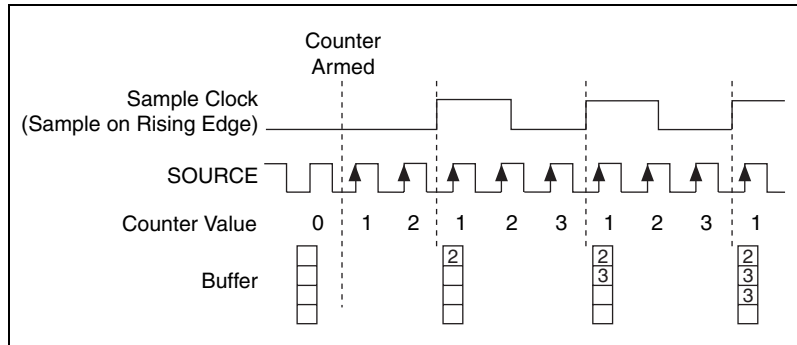 Counter
Armed
Sample Clock
(Sample on Rising Edge)
SOURCE
Counter Value 0 1 2 1 2 3 1 2 3 1
Buffer
2 2 2
3 3
3